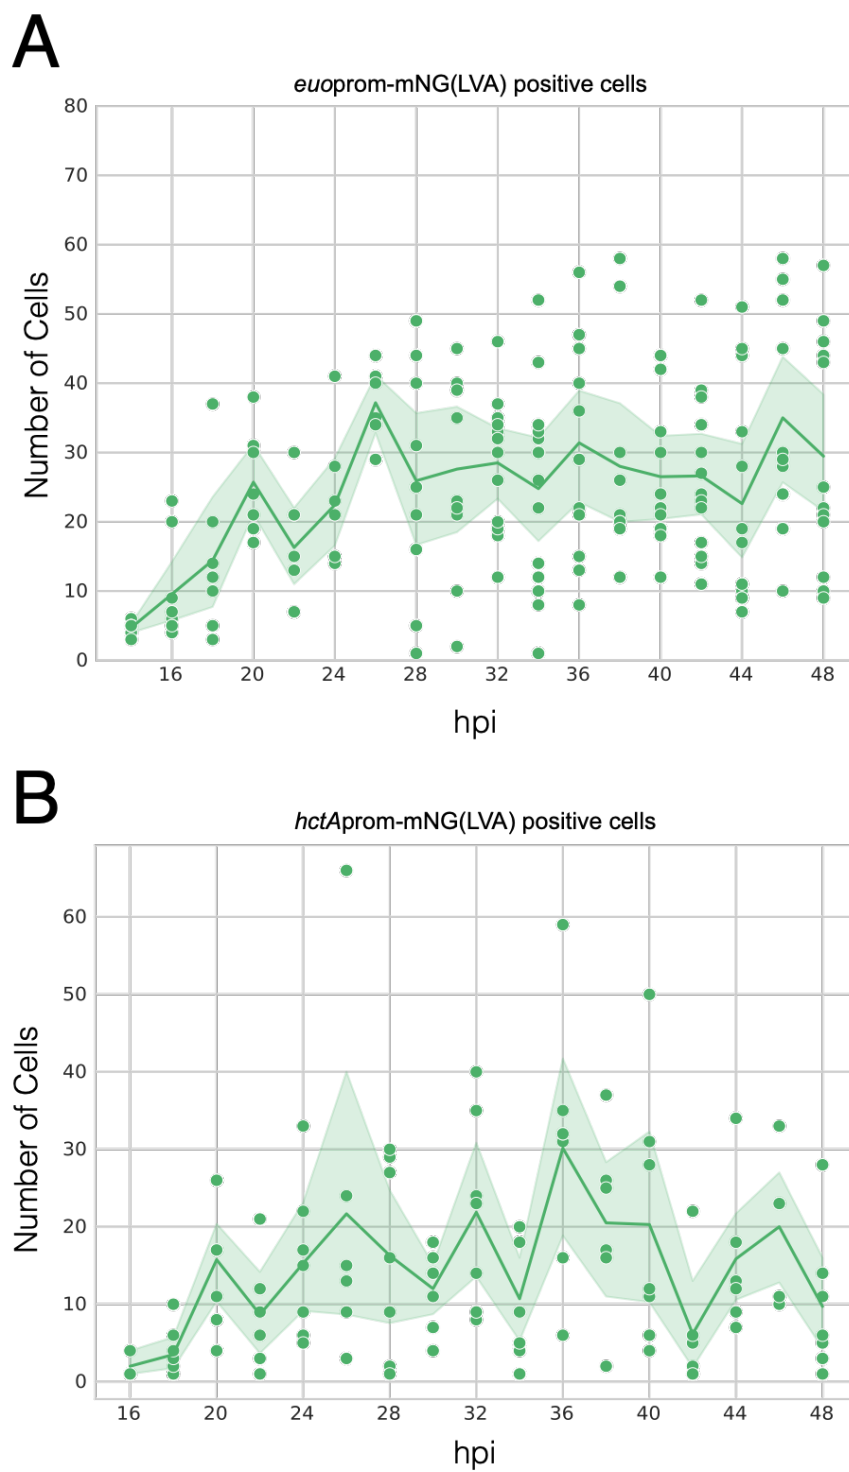 A
euoprom-mNG(LVA) positive cells
80
70
60
50
40
30
20
10
0
Number of Cells
16 20 24 28 32 36 40 44 48
hpi
B
hctAprom-mNG(LVA) positive cells
60
50
40
30
20
10
0
Number of Cells
16 20 24 28 32 36 40 44 48
hpi